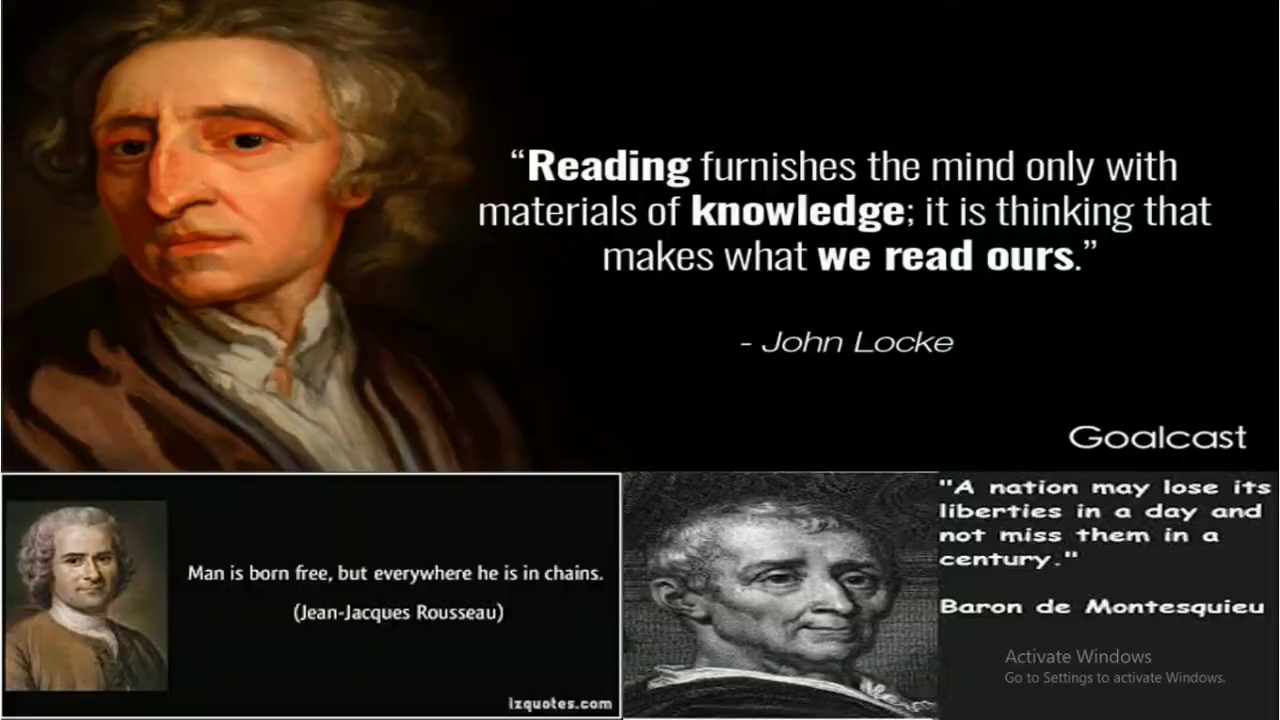 “Reading furnishes the mind only with
materials of knowledge; it is thinking that
makes what we read ours.”
- John Locke
Goalcast
Man is born free, but everywhere he is in chains.
(Jean-Jacques Rousseau)
izquotes.com
"A nation may lose its
liberties in a day and
not miss them in a
century."
Baron de Montesquieu
Activate Windows
Go to Settings to activate Windows.